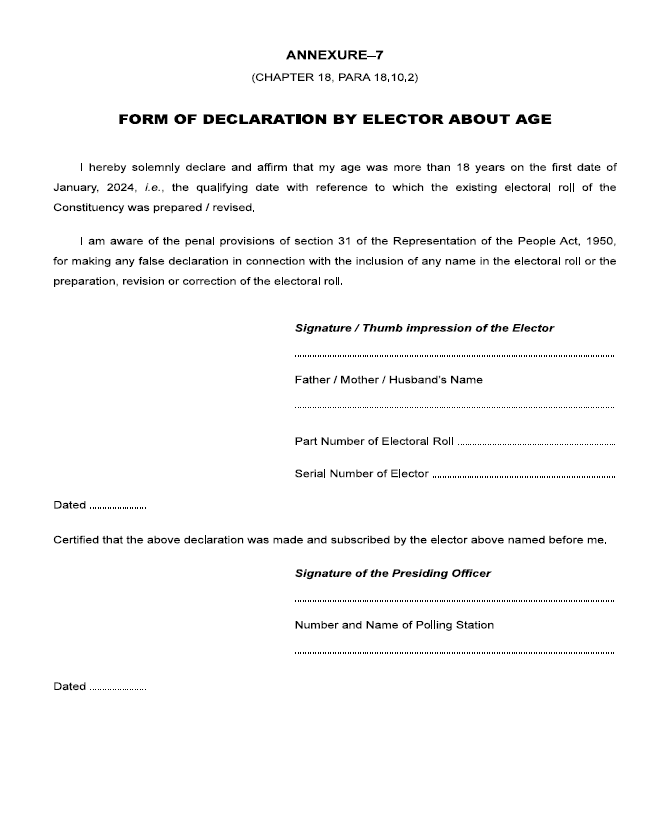 ANNEXURE–7
(CHAPTER 18, PARA 18.10.2)
FORM OF DECLARATION BY ELECTOR ABOUT AGE
I hereby solemnly declare and affirm that my age was more than 18 years on the first date of
January, 2024, i.e., the qualifying date with reference to which the existing electoral roll of the
Constituency was prepared / revised.
I am aware of the penal provisions of section 31 of the Representation of the People Act, 1950,
for making any false declaration in connection with the inclusion of any name in the electoral roll or the
preparation, revision or correction of the electoral roll.
Signature / Thumb impression of the Elector
................................................................................
Father / Mother / Husband's Name
................................................................................
Part Number of Electoral Roll ........................................
Serial Number of Elector ..............................................
Dated ....................
Certified that the above declaration was made and subscribed by the elector above named before me.
Signature of the Presiding Officer
................................................................................
Number and Name of Polling Station
................................................................................
Dated ....................